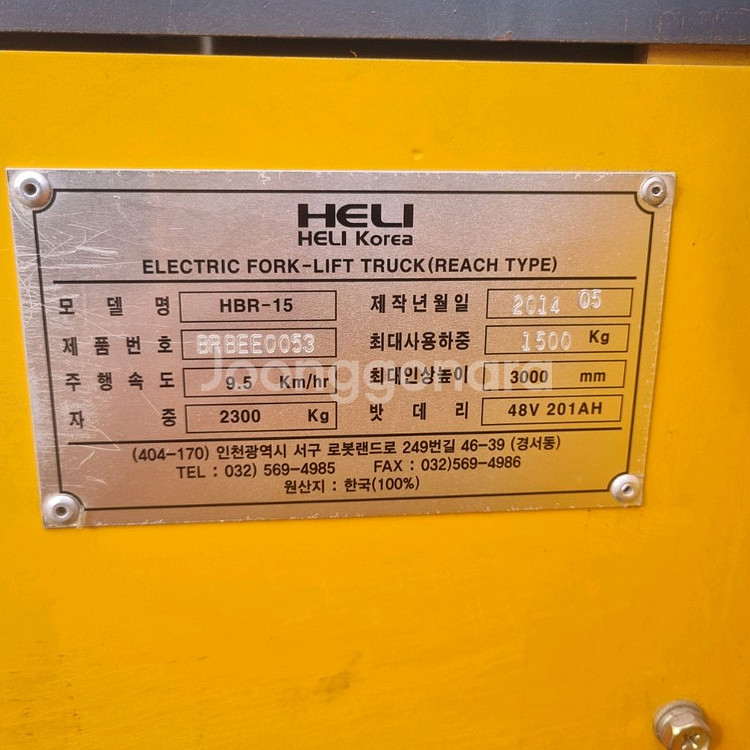 HELI
HELI Korea
ELECTRIC FORK-LIFT TRUCK(REACH TYPE)
모 델 명 HBR-15 제작년월일 2014 05
제 품 번 호 BRBEE0053 최대사용하중 1500 Kg
주 행 속 도 9.5 Km/hr 최대인상높이 3000 mm
자 중 2300 Kg 밧 데 리 48V 201AH
(404-170) 인천광역시 서구 로봇랜드로 249번길 46-39 (경서동)
TEL : 032) 569-4985 FAX : 032)569-4986
원산지 : 한국(100%)
Joonggonara